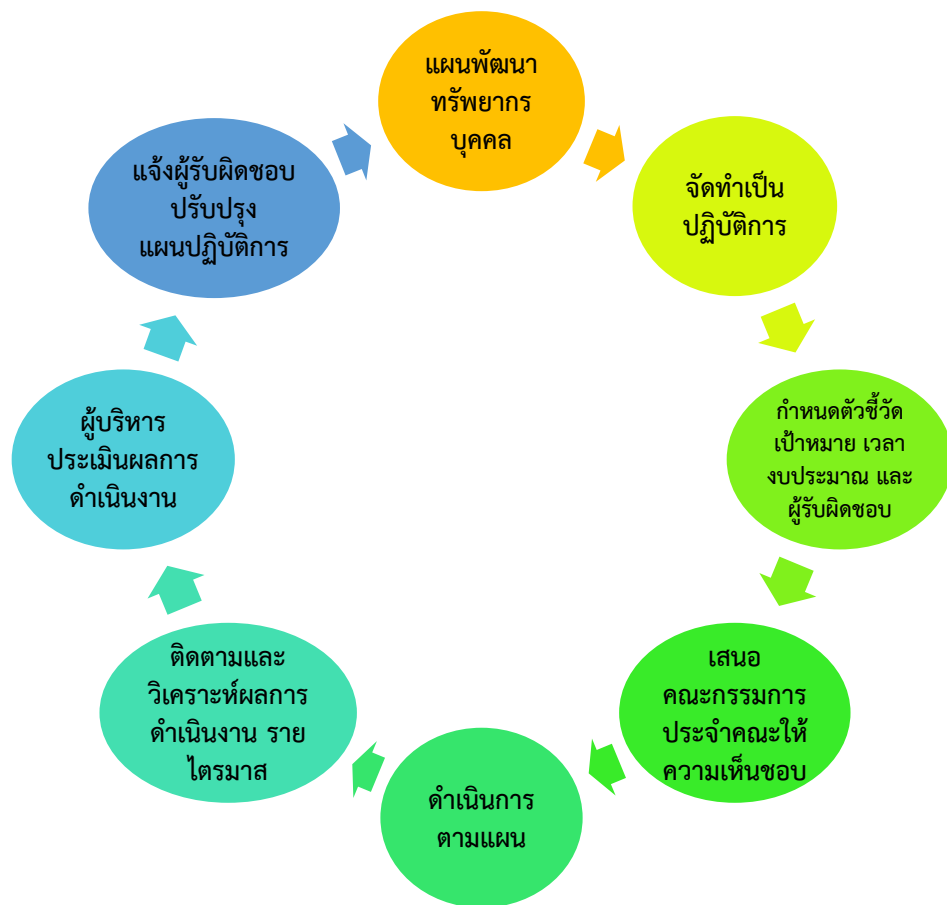 แผนพัฒนา
ทรัพยากร
บุคคล
จัดทำเป็น
ปฏิบัติการ
กำหนดตัวชี้วัด
เป้าหมาย เวลา
งบประมาณ และ
ผู้รับผิดชอบ
เสนอ
คณะกรรมการ
ประจำคณะให้
ความเห็นชอบ
ดำเนินการ
ตามแผน
ติดตามและ
วิเคราะห์ผลการ
ดำเนินงาน ราย
ไตรมาส
ผู้บริหาร
ประเมินผลการ
ดำเนินงาน
แจ้งผู้รับผิดชอบ
ปรับปรุง
แผนปฏิบัติการ